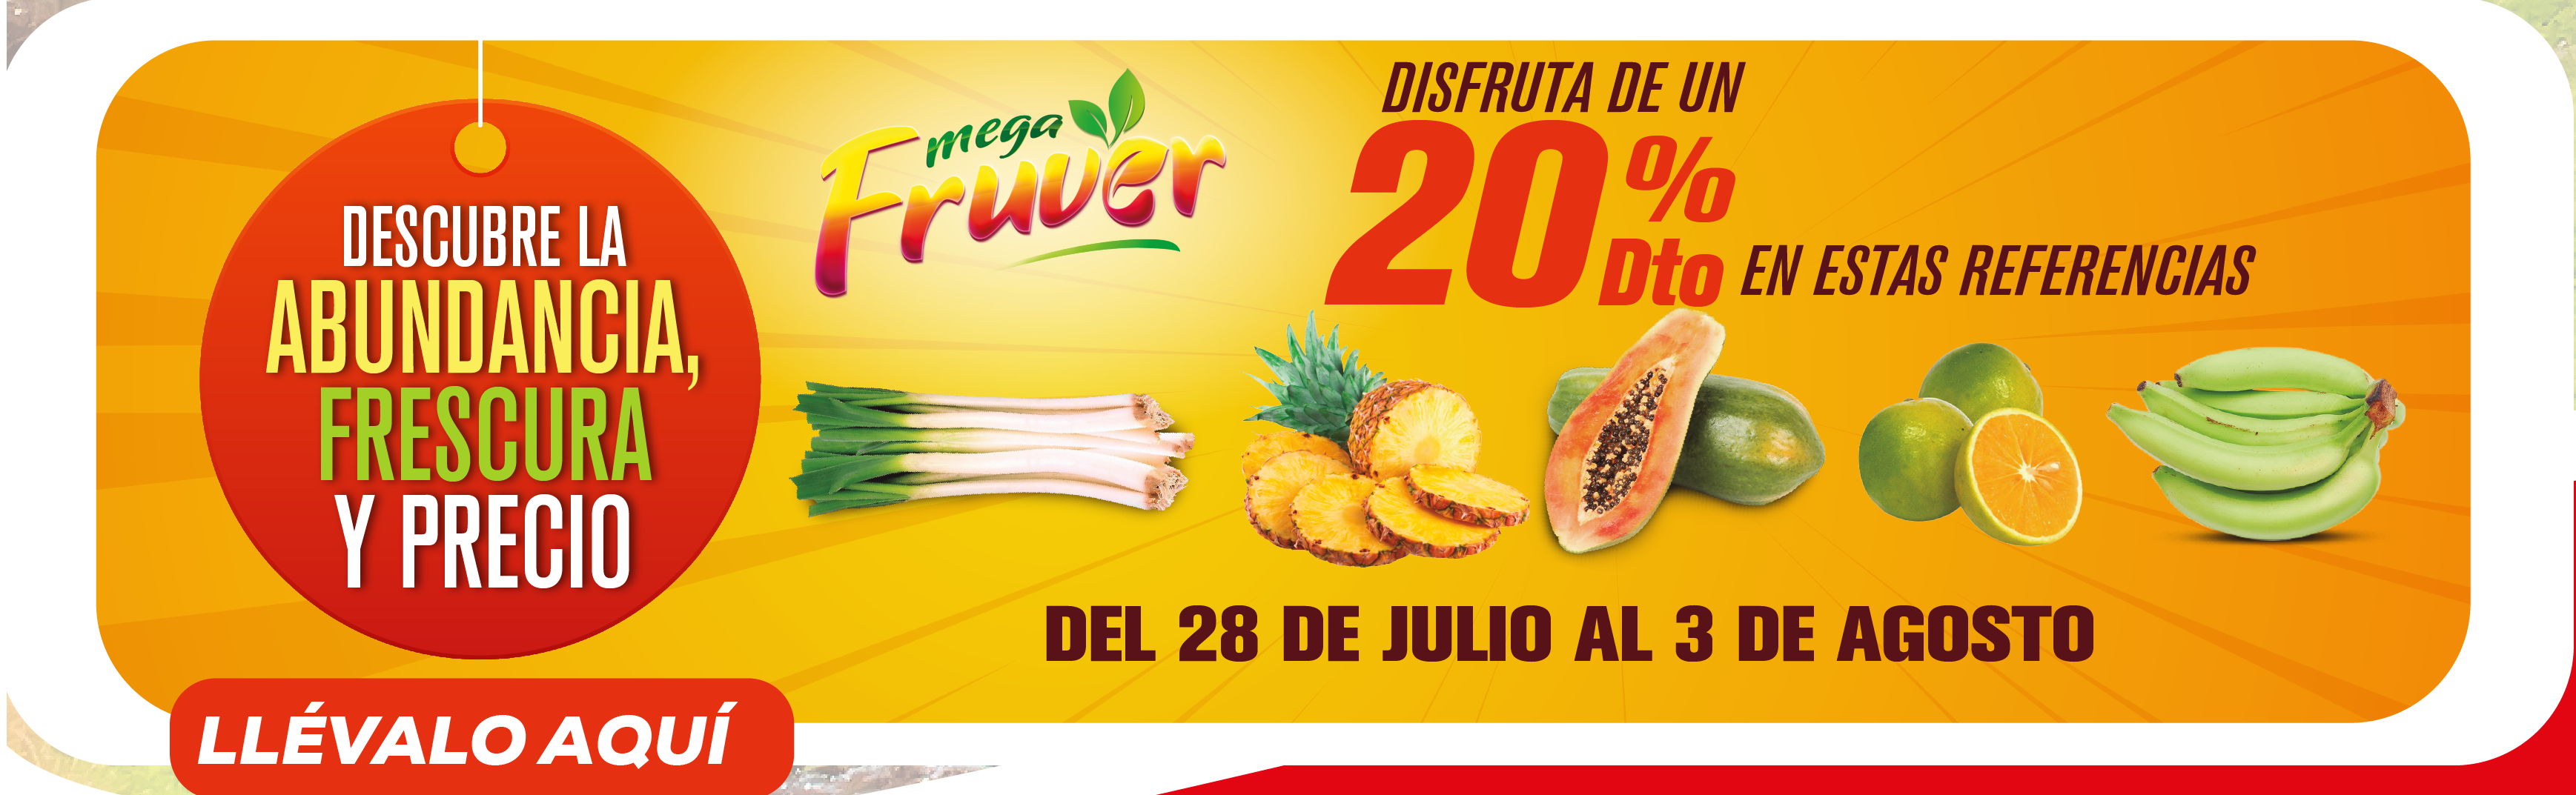 DESCUBRE LA
ABUNDANCIA,
FRESCURA
Y PRECIO
LLÉVALO AQUÍ
mega
Fruver
DISFRUTA DE UN
20%
Dto EN ESTAS REFERENCIAS
DEL 28 DE JULIO AL 3 DE AGOSTO